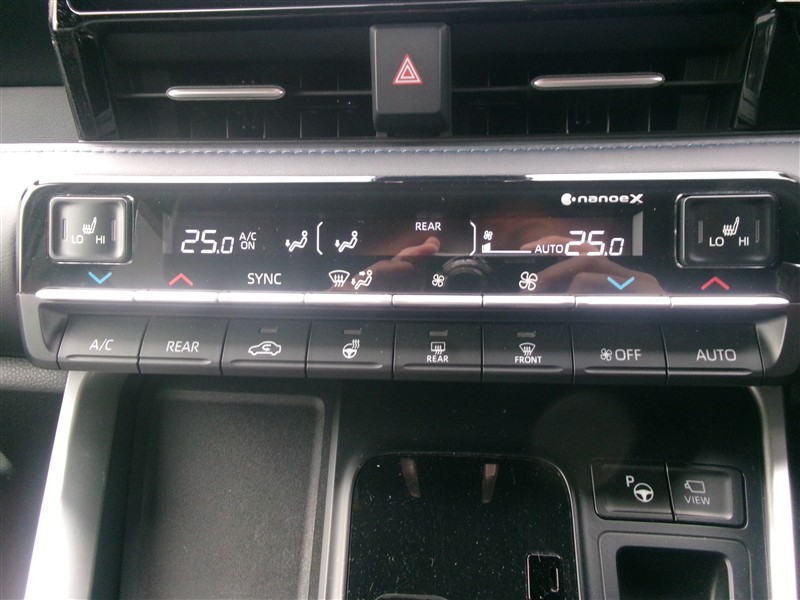 nanoeX
LO HI
25.0 A/C ON
REAR
AUTO 25.0
LO HI
SYNC
A/C
REAR
REAR
FRONT
OFF
AUTO
P
VIEW